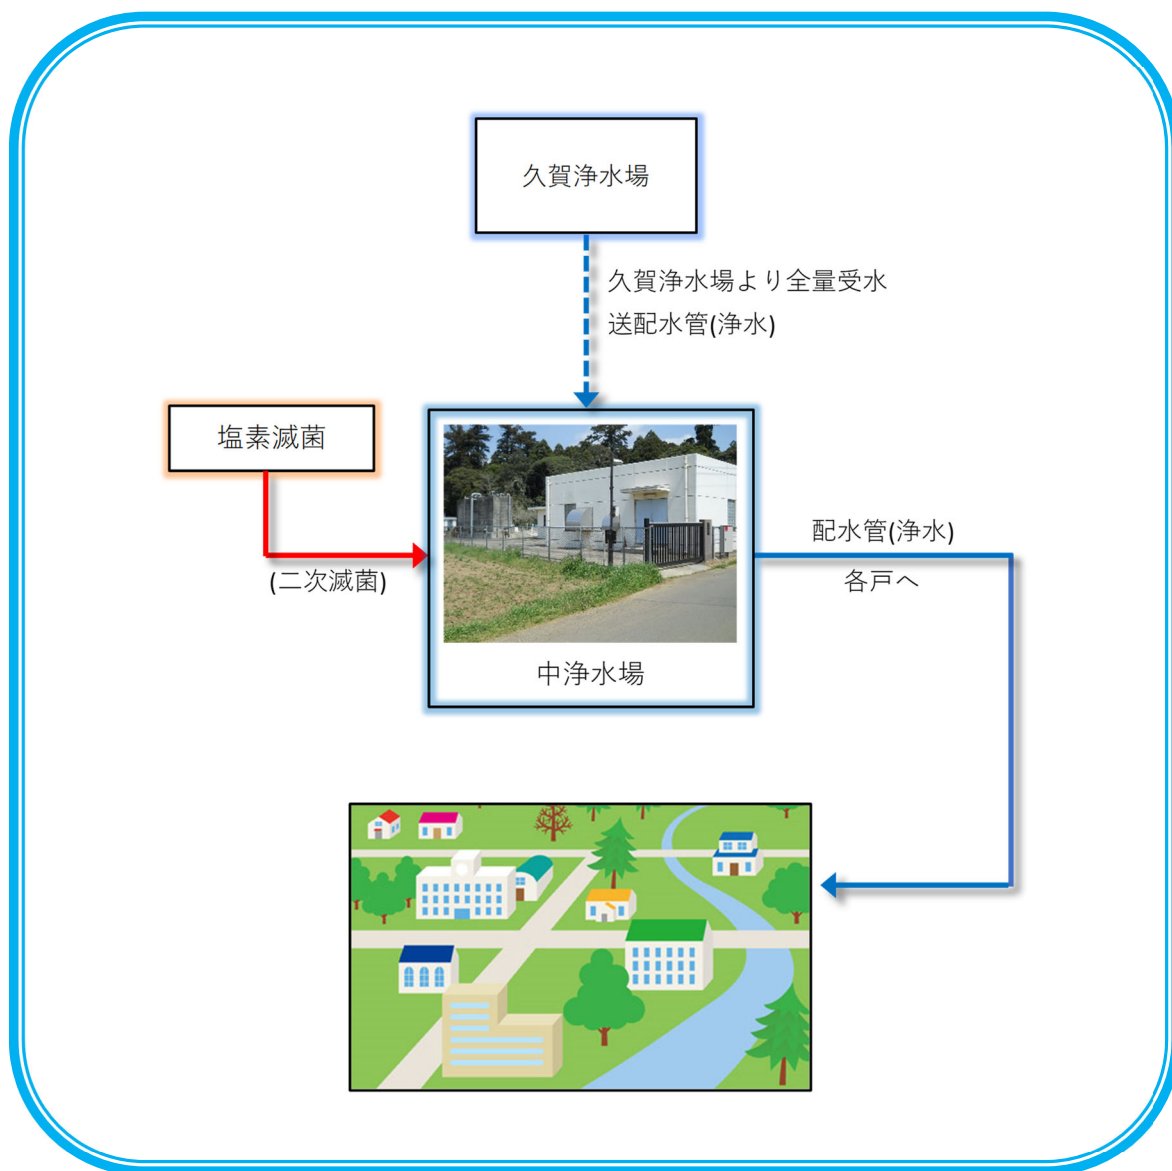 久賀浄水場
久賀浄水場より全量受水
送配水管(浄水)
塩素滅菌
(二次滅菌)
配水管(浄水)
各戸へ
中浄水場